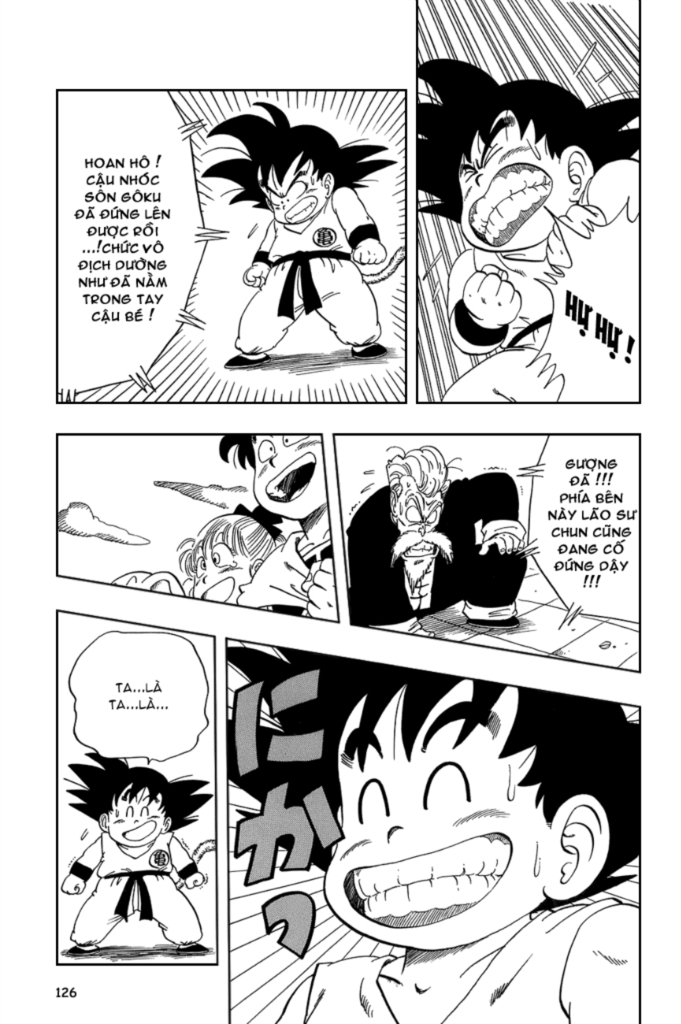 HỰ HỰ!
HOAN HÔ!
CẬU NHÓC
SÔN GÔKU
ĐÃ ĐỨNG LÊN
ĐƯỢC RỒI
...!CHỨC VÔ
ĐỊCH DƯỜNG
NHƯ ĐÃ NẰM
TRONG TAY
CẬU BÉ!
GƯỢNG
ĐÃ!!!
PHÍA BÊN
NÀY LÃO SƯ
CHUN CŨNG
ĐANG CỐ
ĐỨNG DẬY
!!!
にかっ
TA...LÀ
TA...LÀ...
126